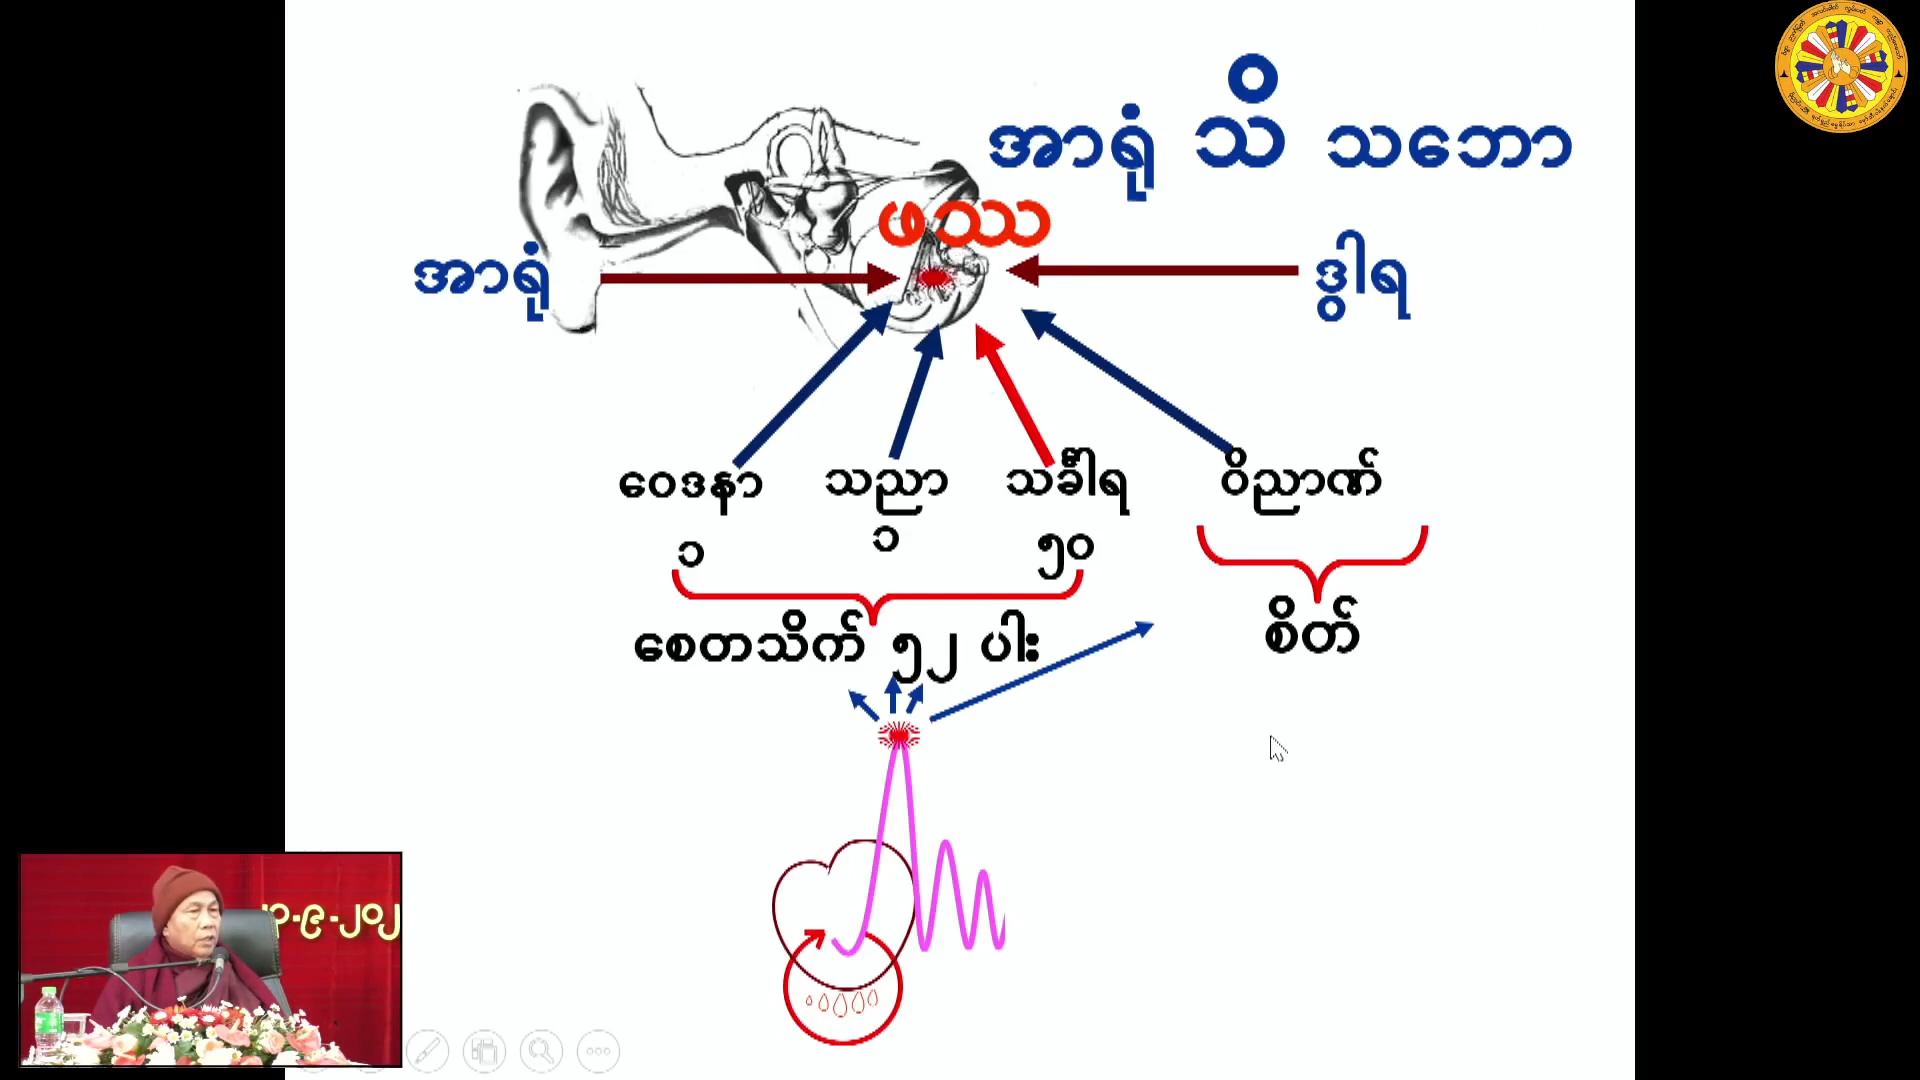 အာရုံ သိ သဘော
ဖဿ
အာရုံ
ဒွါရ
ဝေဒနာ သညာ သင်္ခါရ ဝိညာဏ်
၁ ၁ ၅၀
စေတသိက် ၅၂ ပါး
စိတ်